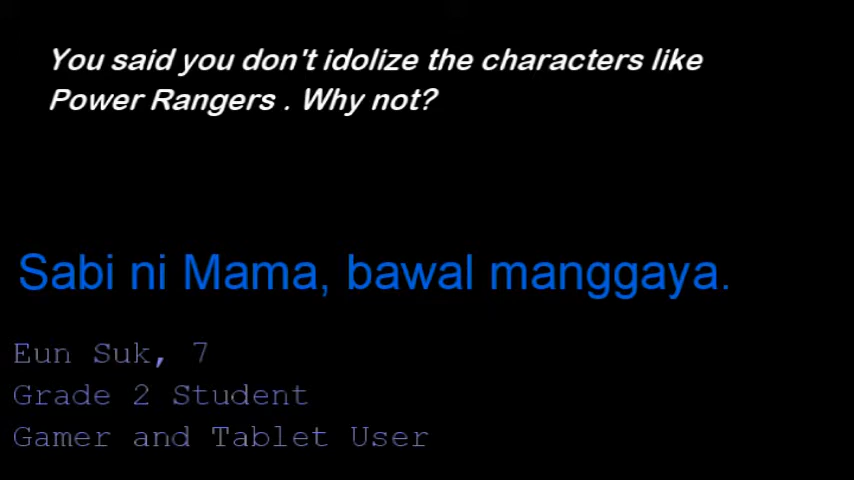 You said you don't idolize the characters like
Power Rangers . Why not?
Sabi ni Mama, bawal manggaya.
Eun Suk, 7
Grade 2 Student
Gamer and Tablet User